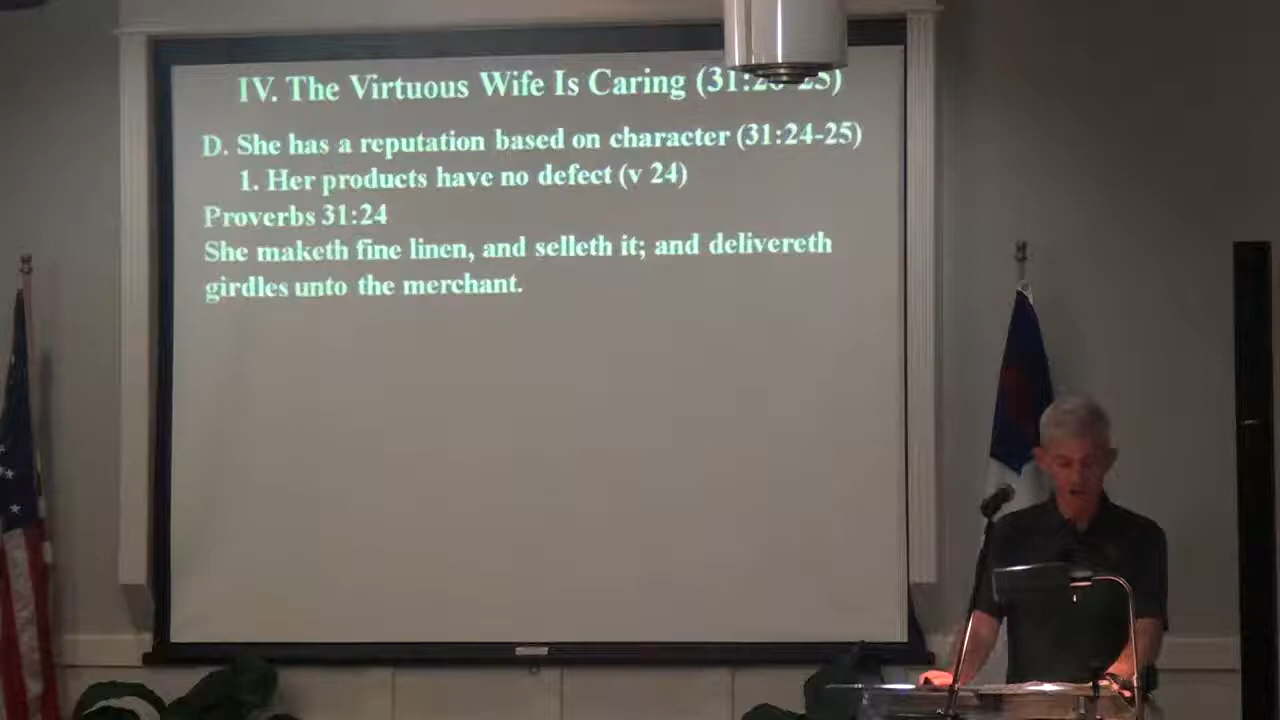 IV. The Virtuous Wife Is Caring (31:20-25)
D. She has a reputation based on character (31:24-25)
1. Her products have no defect (v 24)
Proverbs 31:24
She maketh fine linen, and selleth it; and delivereth
girdles unto the merchant.